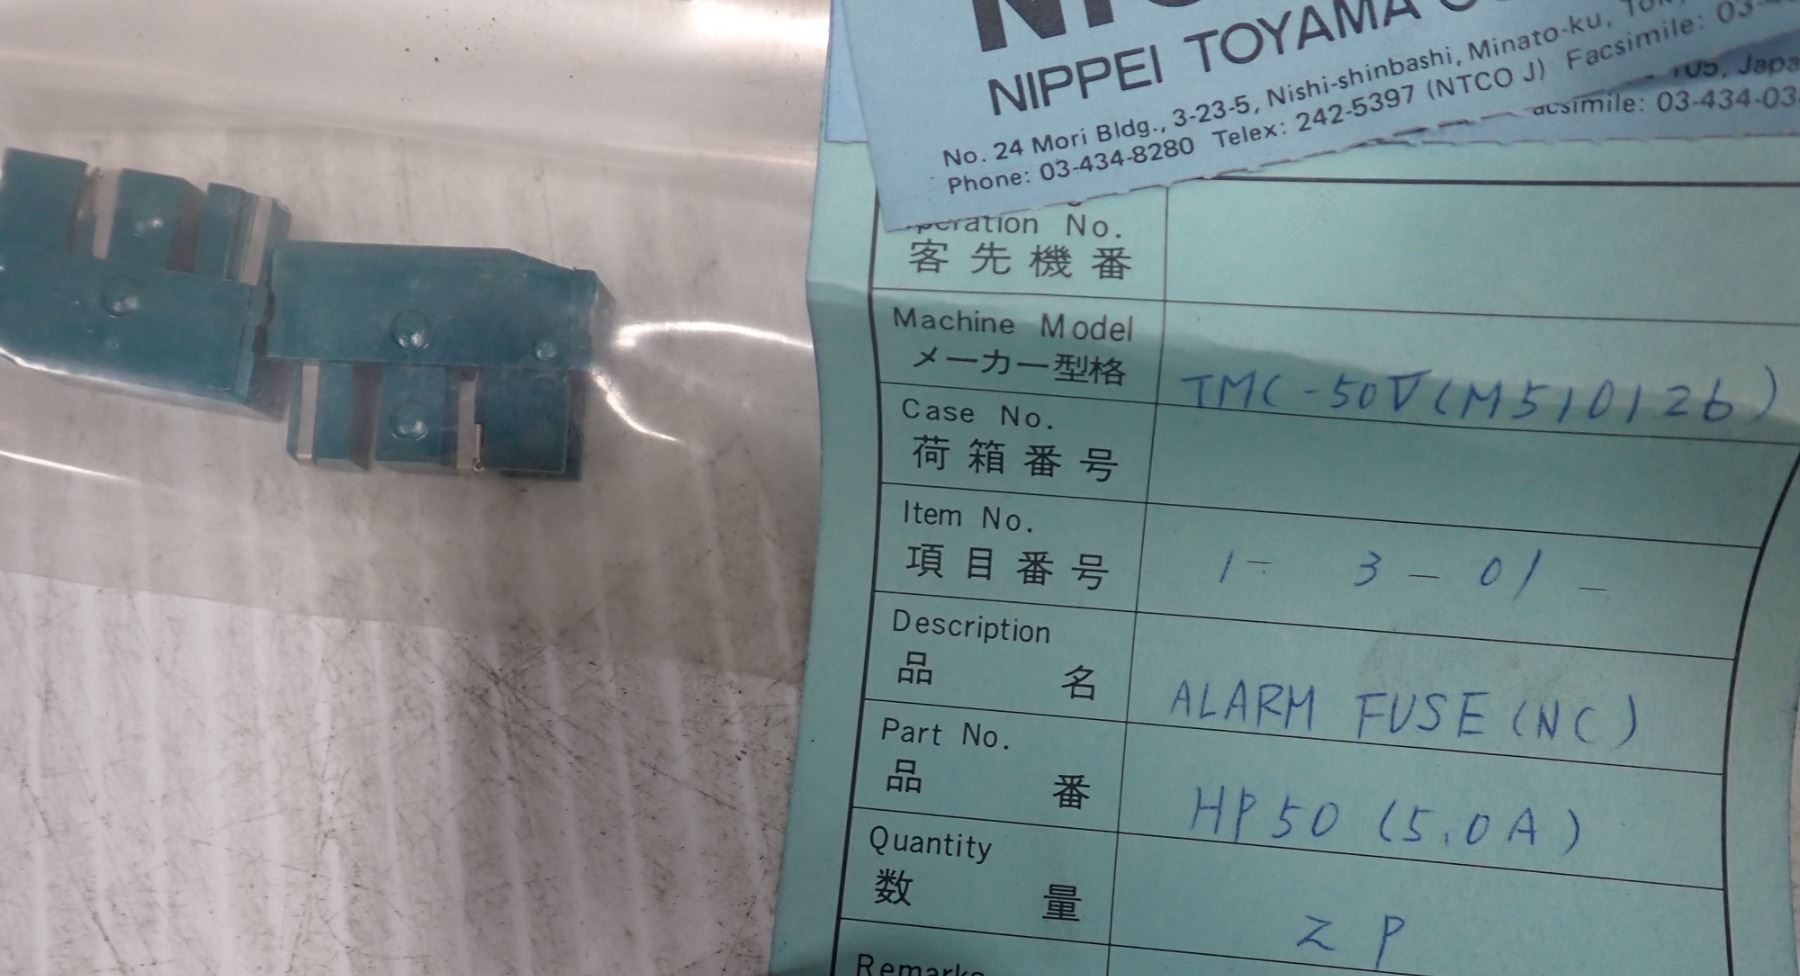 NIPPEI TOYAMA
No. 24 Mori Bldg., 3-23-5, Nishi-shinbashi, Minato-ku,
Phone: 03-434-8280 Telex: 242-5397 (NTCO J) Facsimile: 03-
105, Japa
acsimile: 03-434-03
peration No.
客先機番
Machine Model
メーカー型格 TMC-50V(M510126)
Case No.
荷箱番号
Item No.
項目番号 1- 3-01-
Description
品名 ALARM FUSE(NC)
Part No.
品番 HP50 (5.0A)
Quantity
数量 2P
Remarks